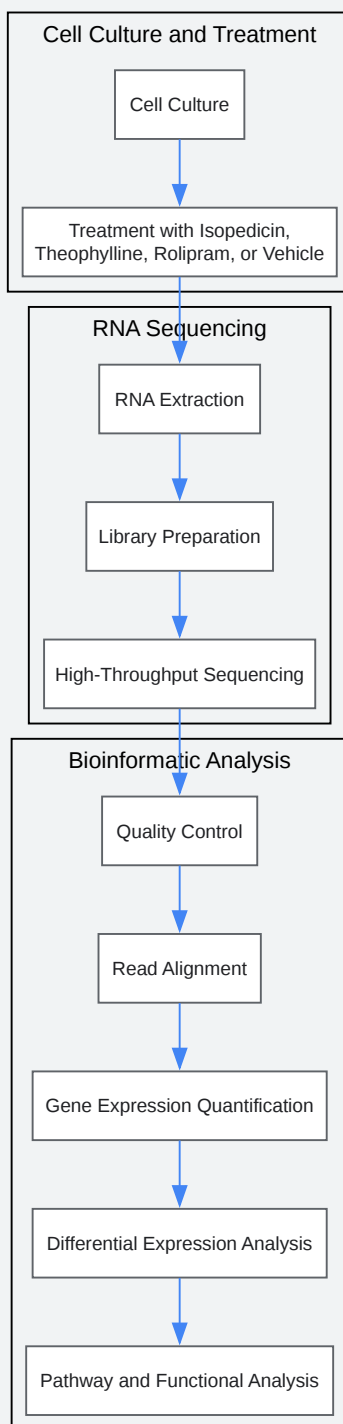 Cell Culture and Treatment
Cell Culture
Treatment with Isopedicin,
Theophylline, Rolipram, or Vehicle
RNA Sequencing
RNA Extraction
Library Preparation
High-Throughput Sequencing
Bioinformatic Analysis
Quality Control
Read Alignment
Gene Expression Quantification
Differential Expression Analysis
Pathway and Functional Analysis